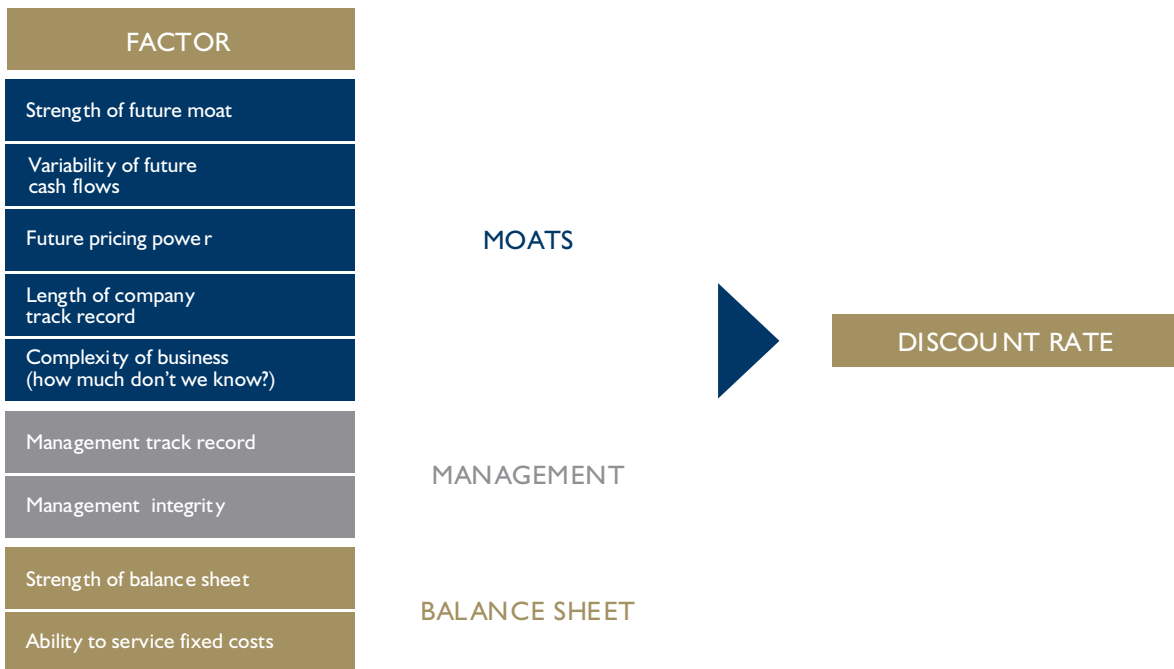 FACTOR
Strength of future moat
Variability of future
cash flows
Future pricing power
Length of company
track record
Complexity of business
(how much don't we know?)
Management track record
Management integrity
Strength of balance sheet
Ability to service fixed costs
MOATS
MANAGEMENT
BALANCE SHEET
DISCOUNT RATE